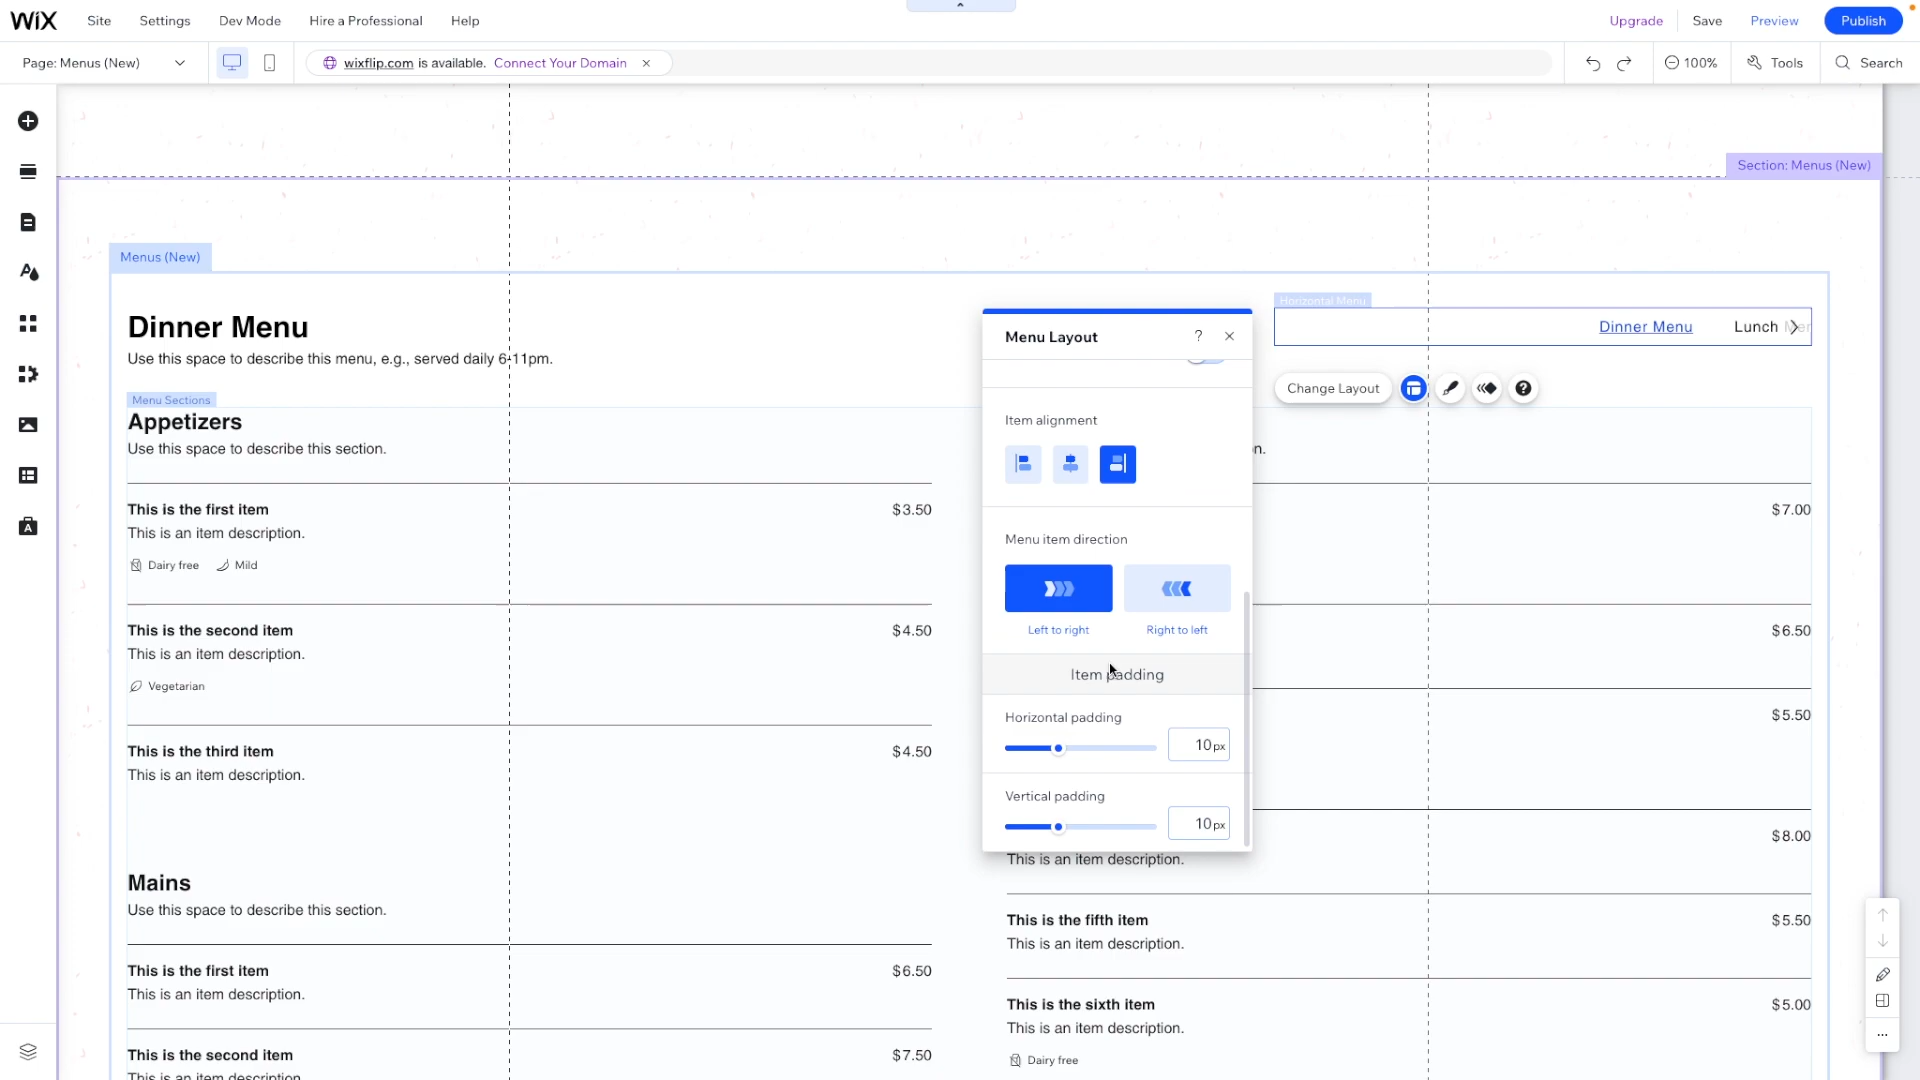 WiX Site Settings Dev Mode Hire a Professional Help Upgrade Save Preview Publish
Page: Menus (New) wixflip.com is available. Connect Your Domain 100% Tools Search
Section: Menus (New)
Menus (New)
Horizontal Menu
Dinner Menu
Use this space to describe this menu, e.g., served daily 6-11pm.
Dinner Menu Lunch
Menu Layout ?
Change Layout
Menu Sections
Appetizers
Use this space to describe this section.
n.
This is the first item $3.50
This is an item description.
Dairy free Mild
This is the second item $4.50
This is an item description.
Vegetarian
This is the third item $4.50
This is an item description.
Mains
Use this space to describe this section.
This is the first item $6.50
This is an item description.
This is the second item $7.50
This is an item description
Item alignment
Menu item direction
Left to right Right to left
Item padding
Horizontal padding
10px
Vertical padding
10px
$7.00
$6.50
$5.50
$8.00
This is an item description.
This is the fifth item $5.50
This is an item description.
This is the sixth item $5.00
This is an item description.
Dairy free